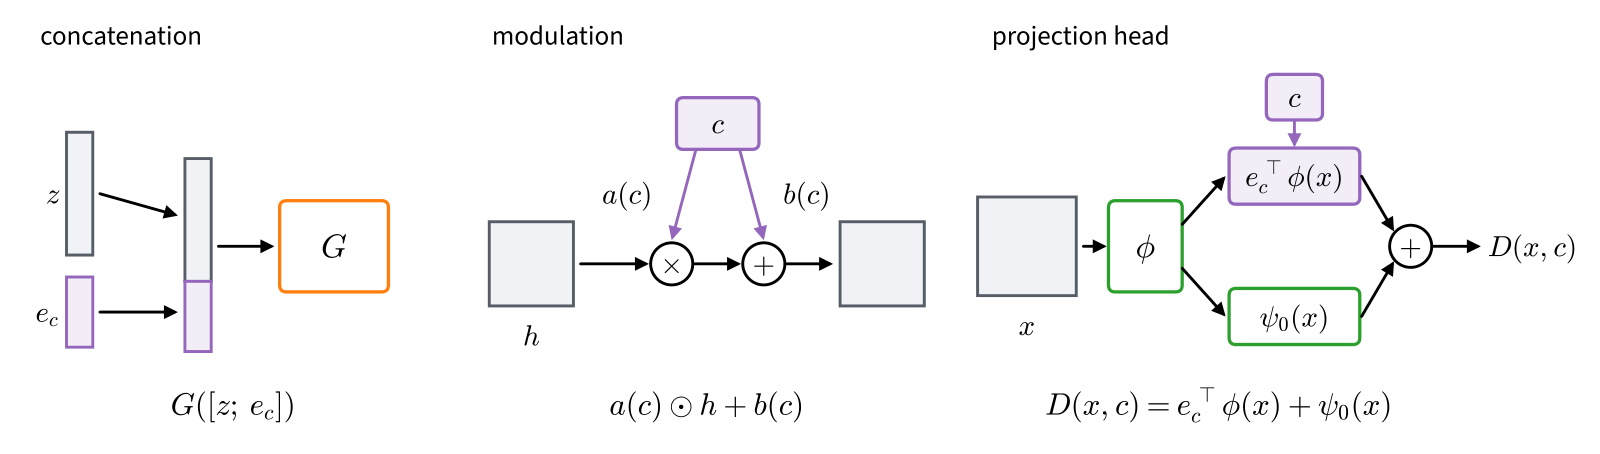 concatenation
z
e_c
G
G([z; e_c])
modulation
c
a(c)
b(c)
×
+
h
a(c) ⊙ h + b(c)
projection head
c
e_c^⊤ ϕ(x)
ϕ
+
D(x, c)
ψ_0(x)
x
D(x, c) = e_c^⊤ ϕ(x) + ψ_0(x)